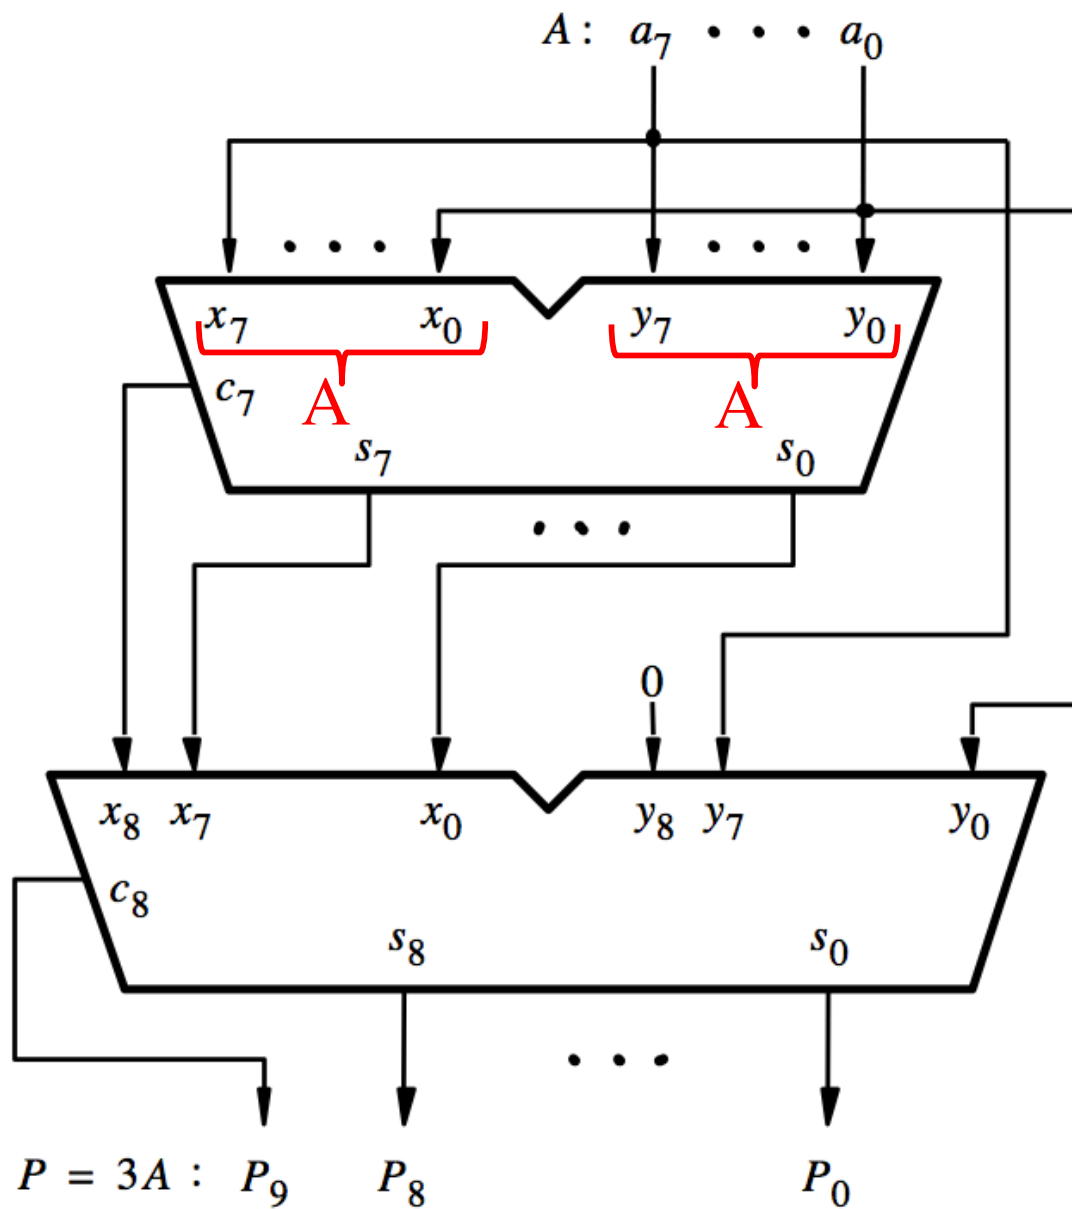 A : a₇ • • • a₀
• • • • • •
x₇ x₀ y₇ y₀
A A
c₇
s₇ s₀
• • •
0
x₈ x₇ x₀ y₈ y₇ y₀
c₈
s₈ s₀
• • •
P = 3A : P₉ P₈ P₀